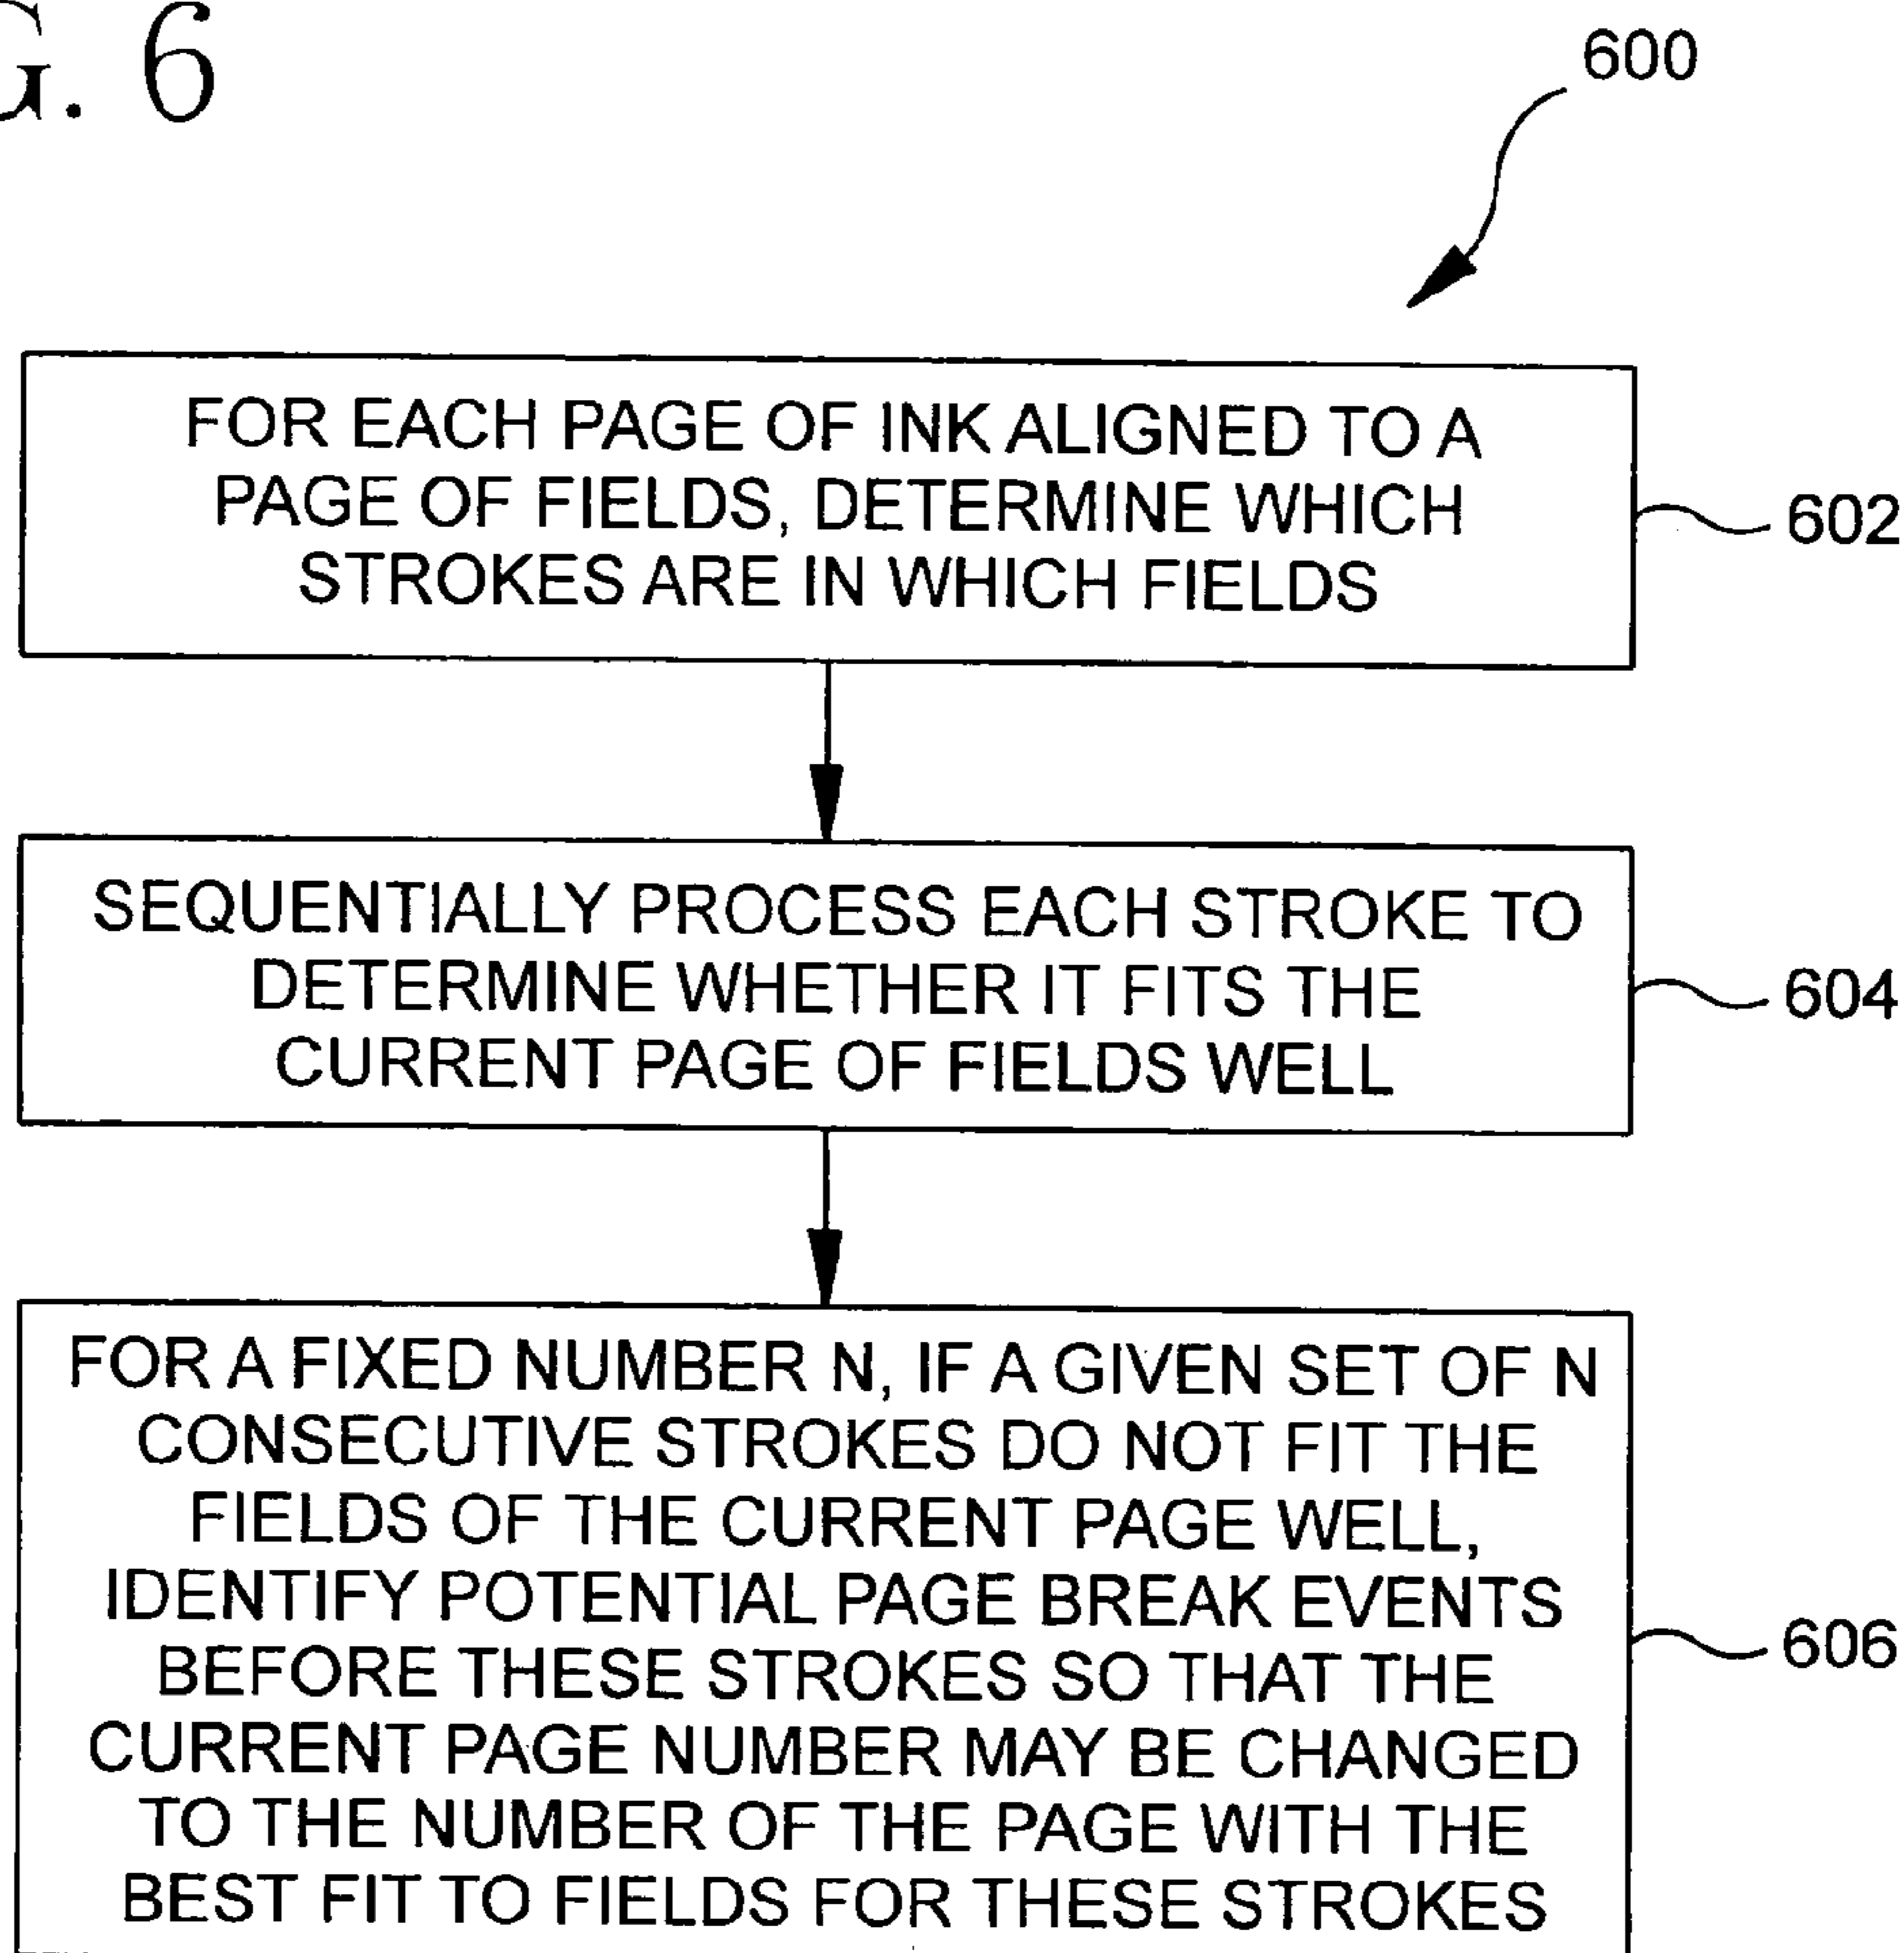 G. 6
600
FOR EACH PAGE OF INK ALIGNED TO A
PAGE OF FIELDS, DETERMINE WHICH
STROKES ARE IN WHICH FIELDS
602
SEQUENTIALLY PROCESS EACH STROKE TO
DETERMINE WHETHER IT FITS THE
CURRENT PAGE OF FIELDS WELL
604
FOR A FIXED NUMBER N, IF A GIVEN SET OF N
CONSECUTIVE STROKES DO NOT FIT THE
FIELDS OF THE CURRENT PAGE WELL,
IDENTIFY POTENTIAL PAGE BREAK EVENTS
BEFORE THESE STROKES SO THAT THE
CURRENT PAGE NUMBER MAY BE CHANGED
TO THE NUMBER OF THE PAGE WITH THE
BEST FIT TO FIELDS FOR THESE STROKES
606